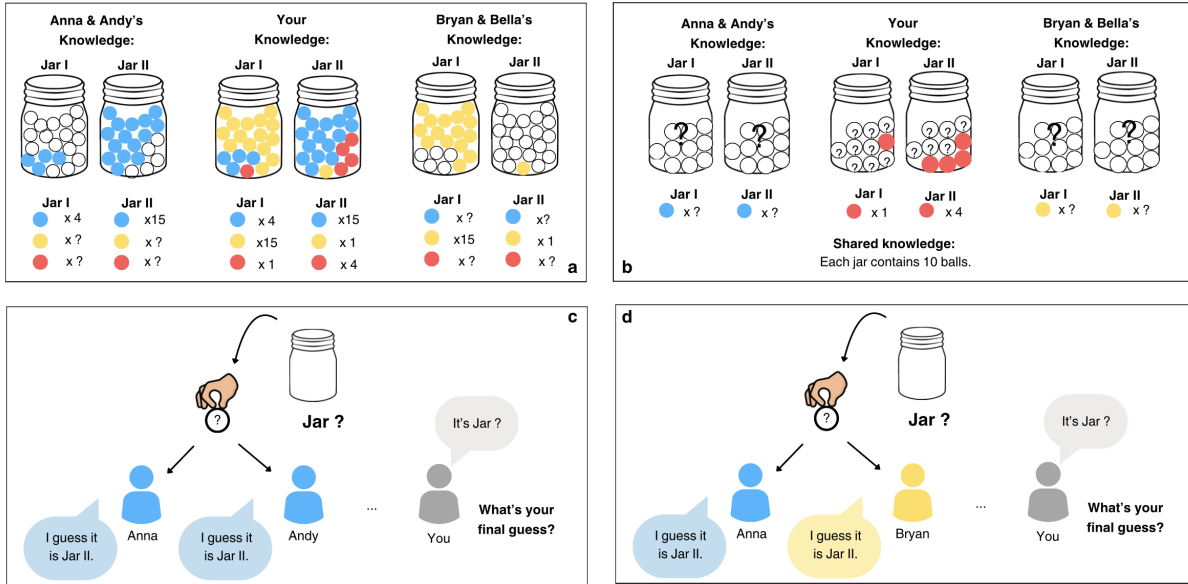 Anna & Andy's
Knowledge:
Jar I
Jar II
Your
Knowledge:
Jar I
Jar II
Bryan & Bella's
Knowledge:
Jar I
Jar II
Jar I
Jar II
x 4
x15
x ?
x ?
x ?
x ?
Jar I
Jar II
x 4
x15
x15
x 1
x 1
x 4
Jar I
Jar II
x ?
x?
x15
x 1
x ?
x ?
a
Anna & Andy's
Knowledge:
Jar I
Jar II
? ?
Your
Knowledge:
Jar I
Jar II
? ? ?
? ? ? ?
? ? ? ?
? ? ?
? ? ? ?
Bryan & Bella's
Knowledge:
Jar I
Jar II
? ?
Jar I
Jar II
x ?
x ?
Jar I
Jar II
x 1
x 4
Jar I
Jar II
x ?
x ?
Shared knowledge:
Each jar contains 10 balls.
b
c
?
Jar ?
It's Jar ?
I guess it
is Jar II.
Anna
I guess it
is Jar II.
Andy
...
You
What's your
final guess?
d
?
Jar ?
It's Jar ?
I guess it
is Jar II.
Anna
I guess it
is Jar II.
Bryan
...
You
What's your
final guess?